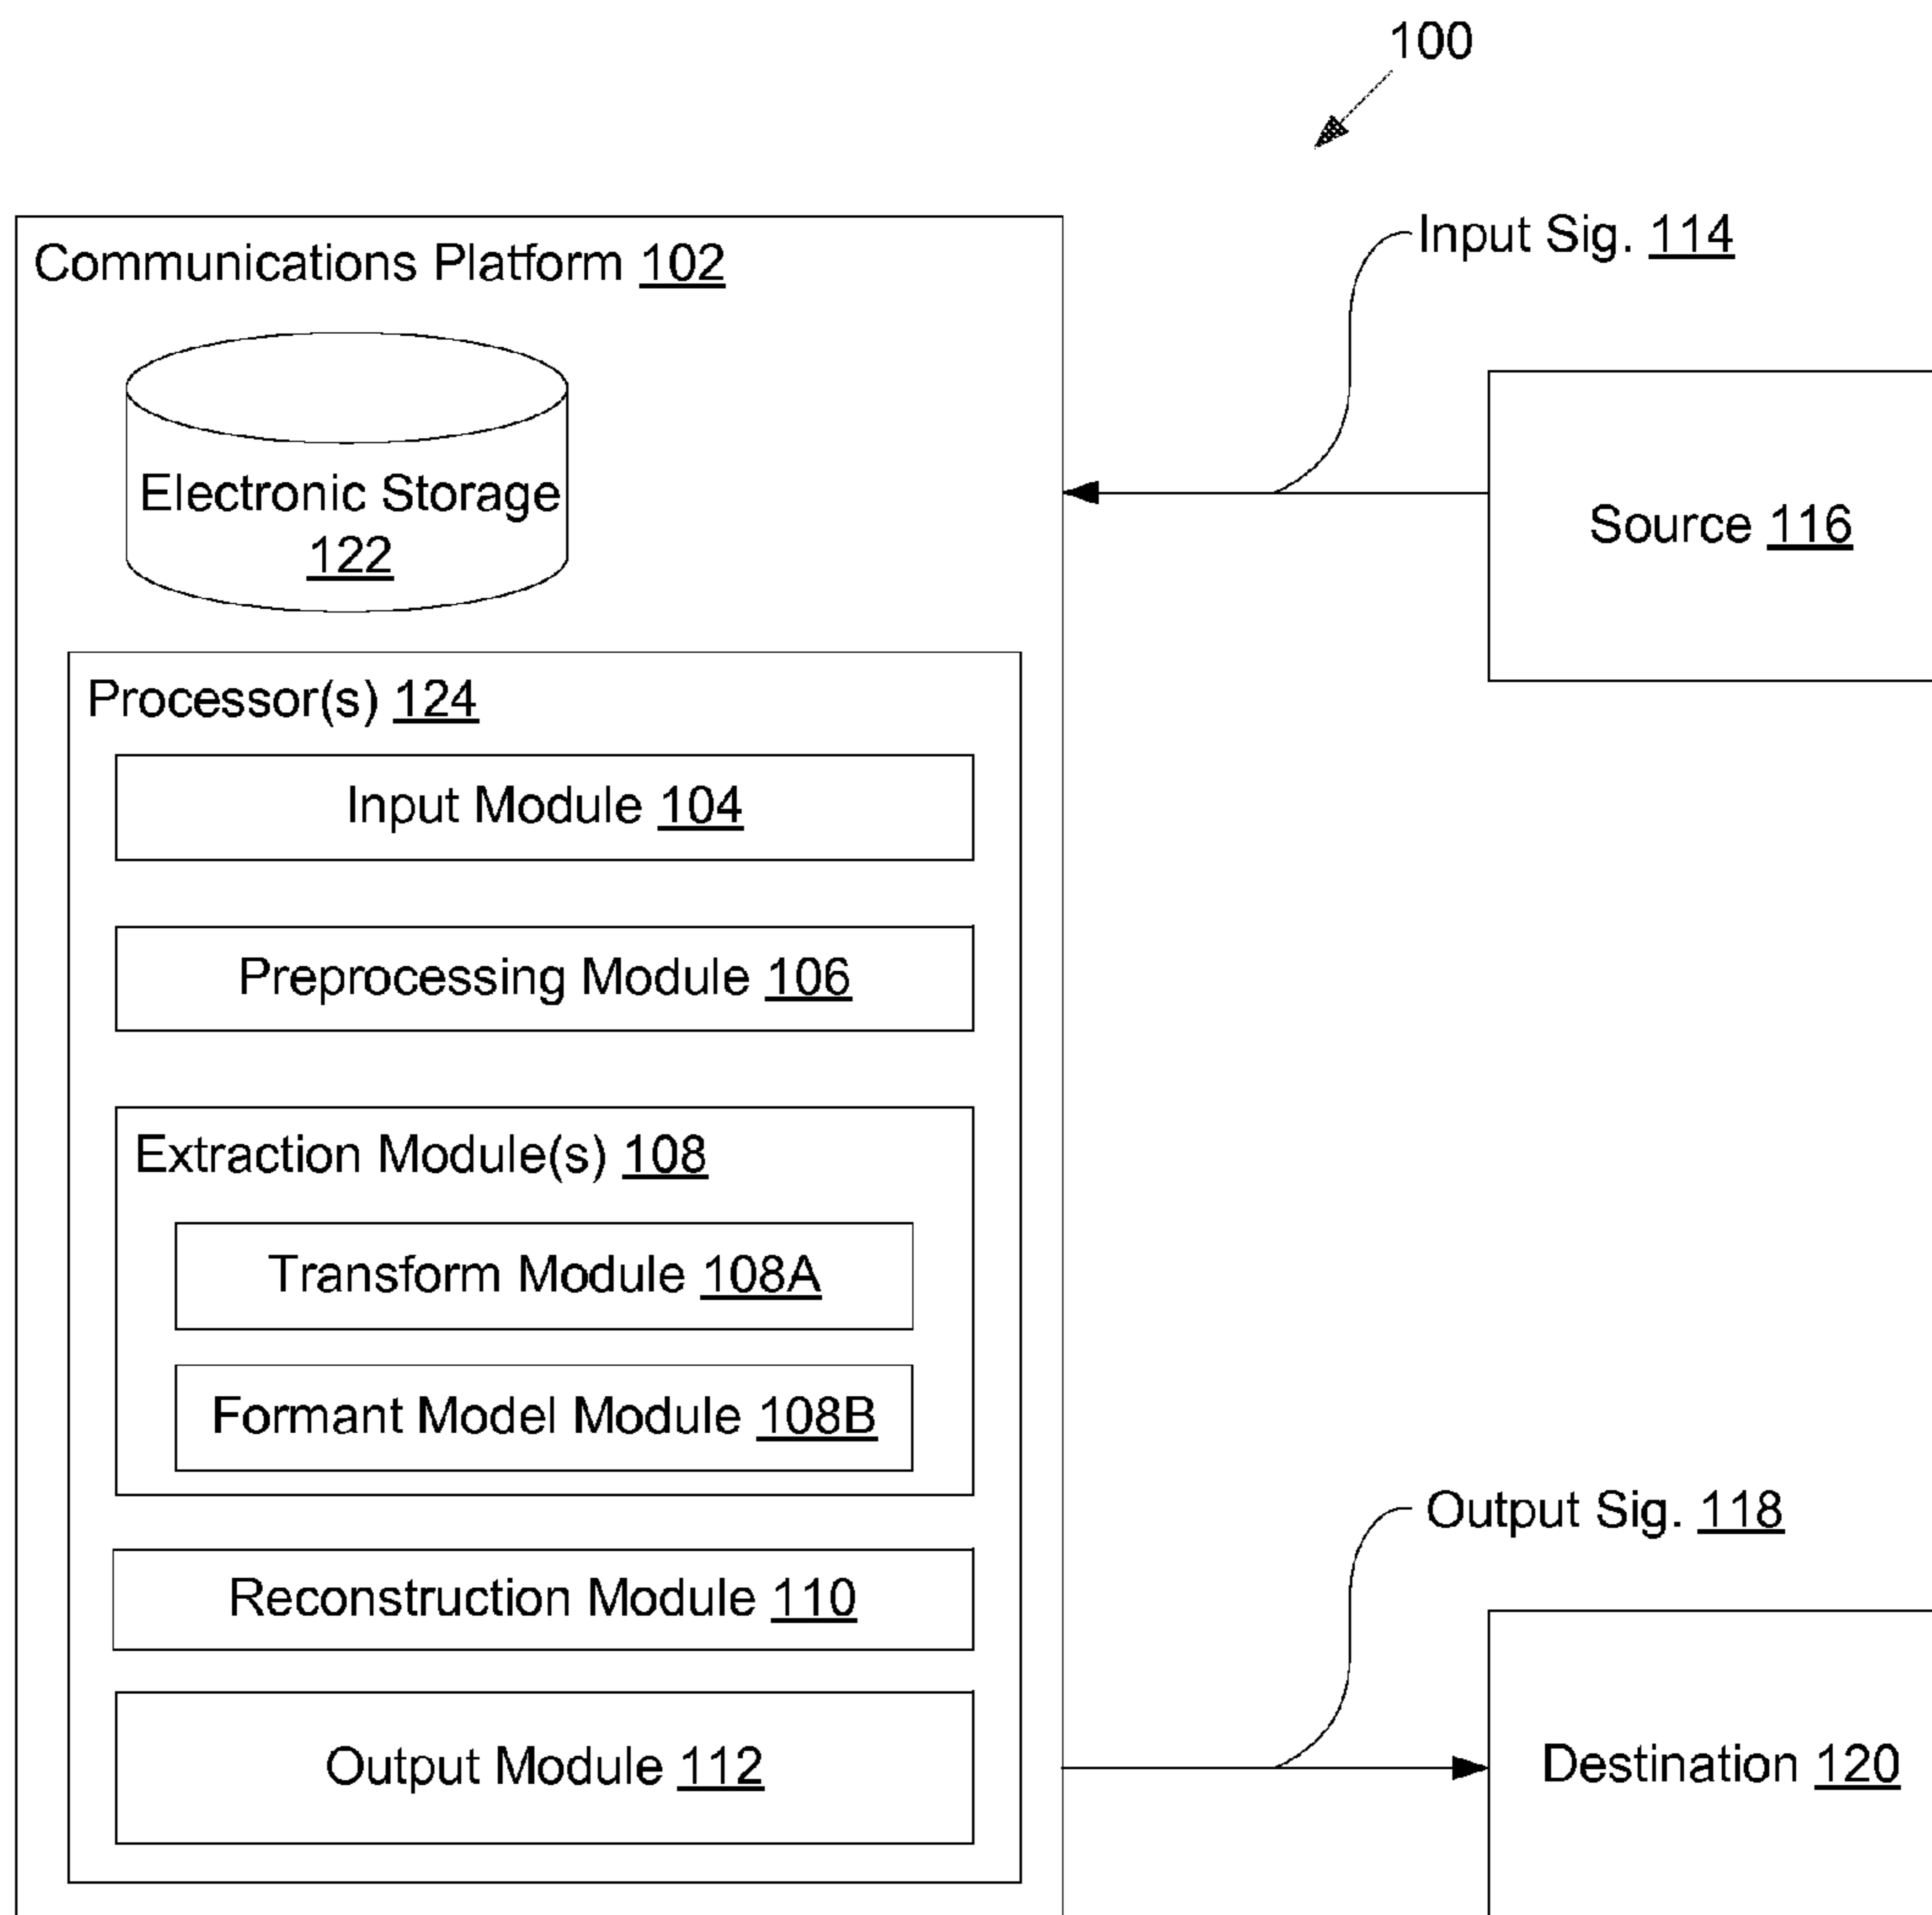 100
Communications Platform 102
Input Sig. 114
Electronic Storage
122
Source 116
Processor(s) 124
Input Module 104
Preprocessing Module 106
Extraction Module(s) 108
Transform Module 108A
Formant Model Module 108B
Output Sig. 118
Reconstruction Module 110
Output Module 112
Destination 120